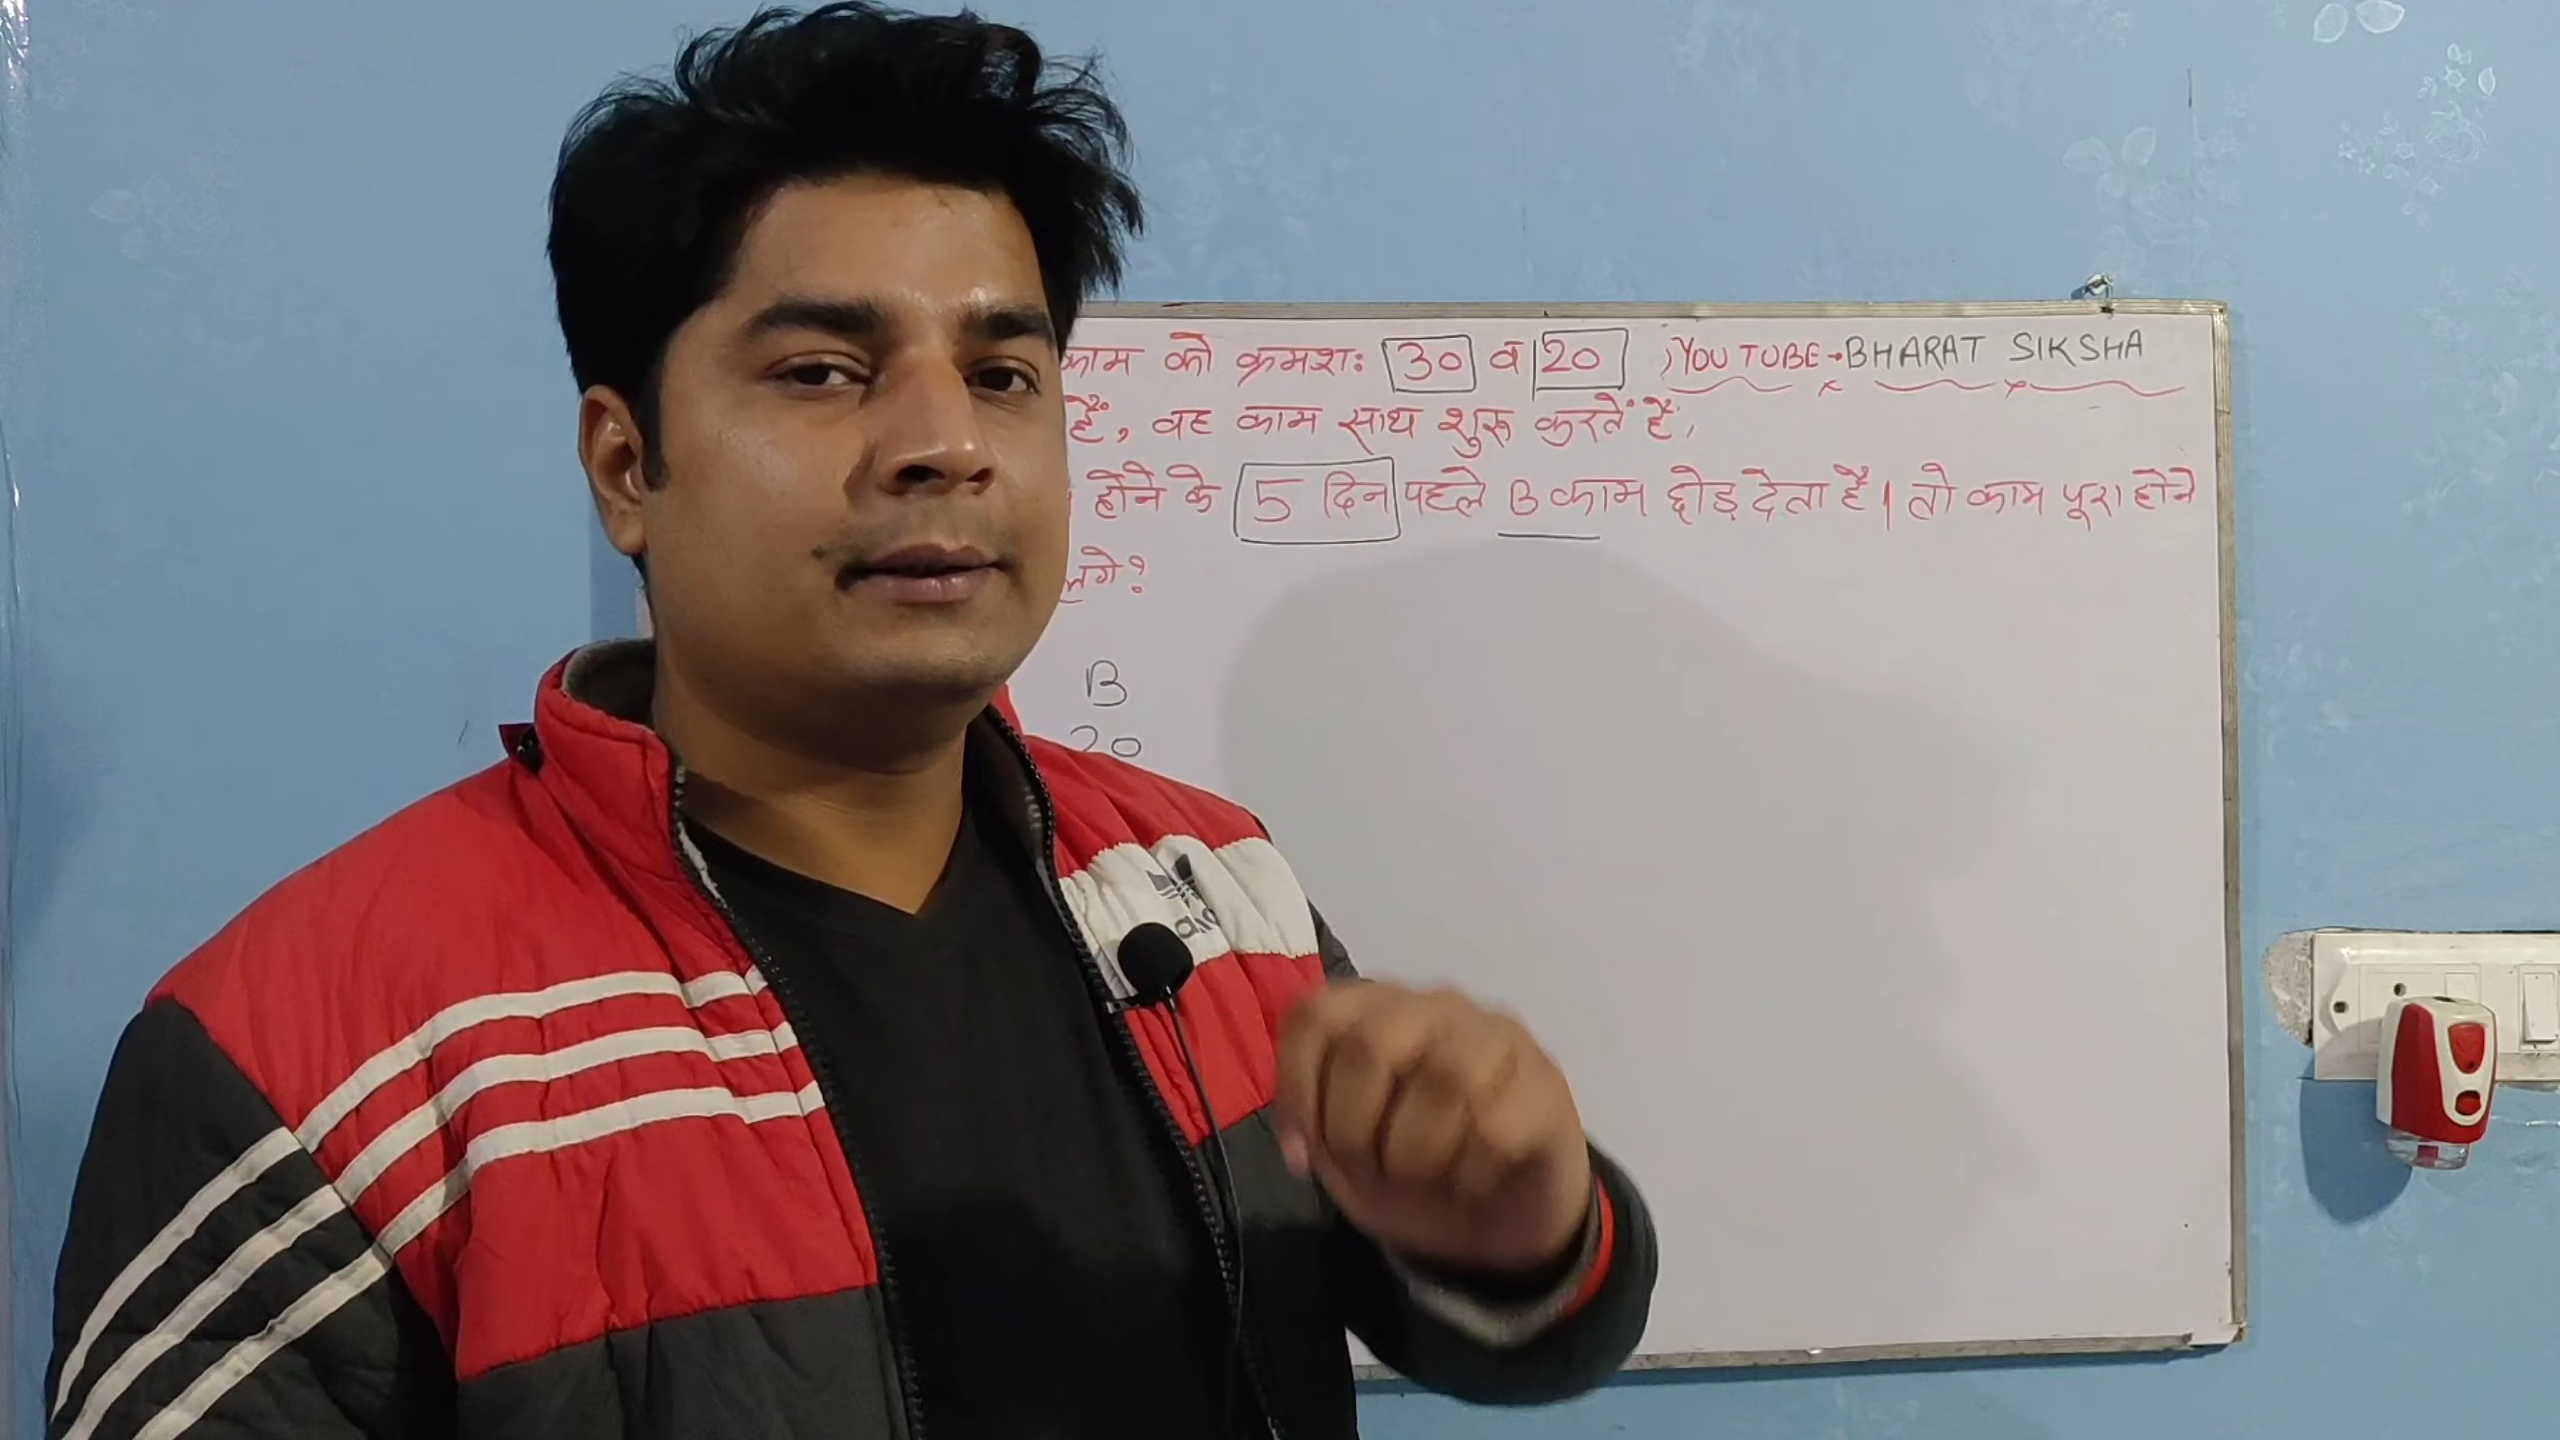 काम को क्रमशः 30 व 20 , YOU TUBE→BHARAT SIKSHA
हैं, वह काम साथ शुरू करतें हैं,
होने के 5 दिन पहले B काम छोड़ देता है। तो काम पूरा होने
लगे?
B
20